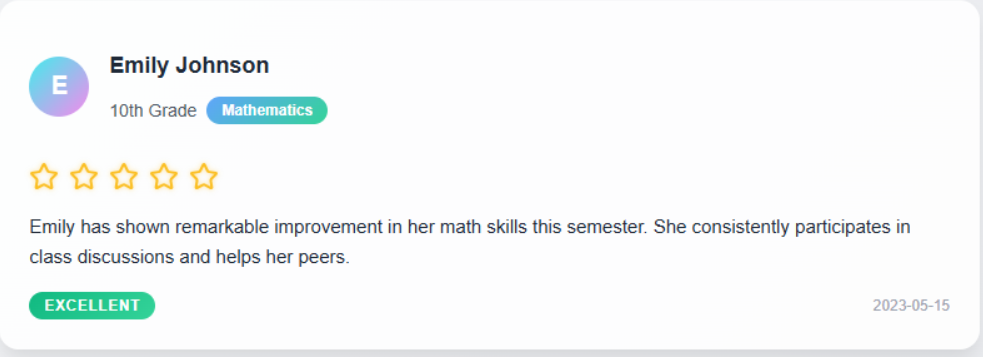 E
Emily Johnson
10th Grade Mathematics
Emily has shown remarkable improvement in her math skills this semester. She consistently participates in
class discussions and helps her peers.
EXCELLENT 2023-05-15